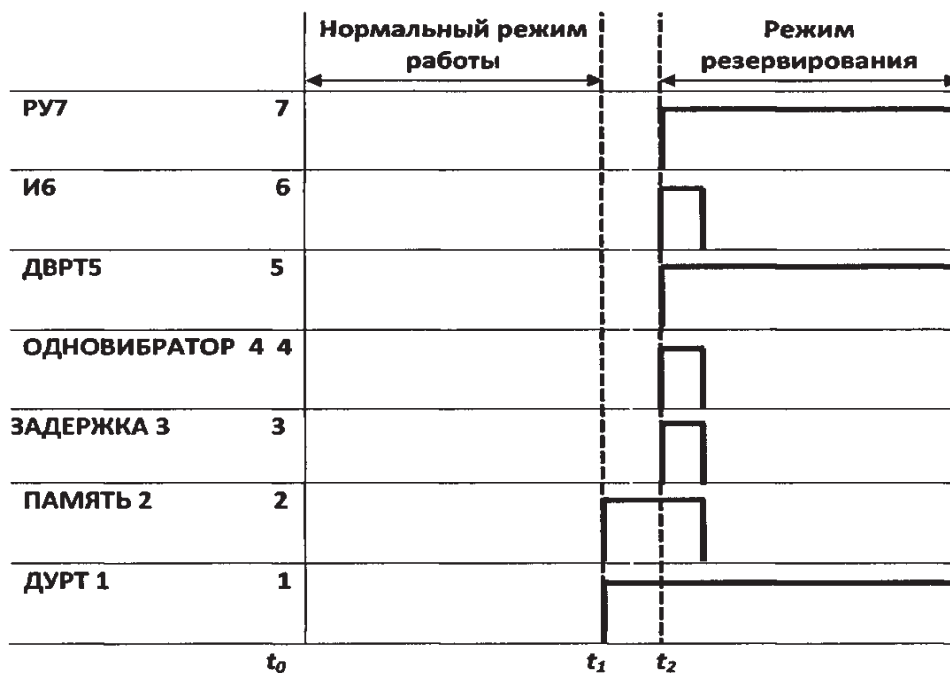 Нормальный режим работы
Режим резервирования
РУ7 7
И6 6
ДВРТ5 5
ОДНОВИБРАТОР 4 4
ЗАДЕРЖКА 3 3
ПАМЯТЬ 2 2
ДУРТ 1 1
t0 t1 t2